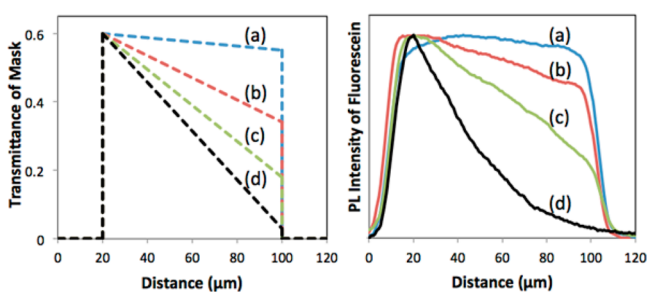 Transmittance of Mask
0.6
0.4
0.2
0
(a)
(b)
(c)
(d)
0 20 40 60 80 100 120
Distance (µm)
PL Intensity of Fluorescein
(a)
(b)
(c)
(d)
0 20 40 60 80 100 120
Distance (µm)